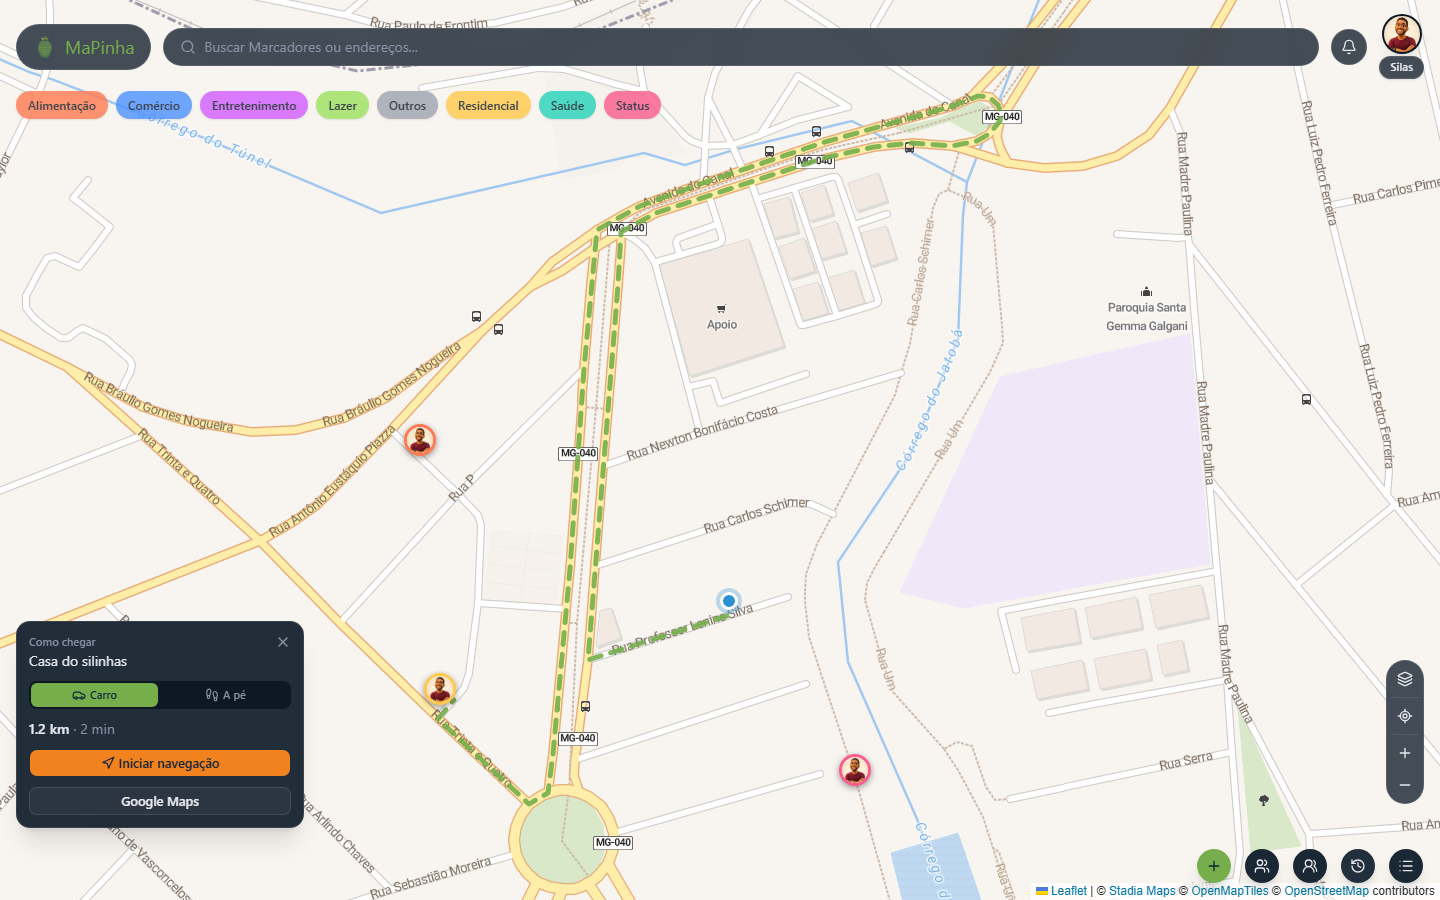 Rua Paulo de Frontim
MaPinha
Buscar Marcadores ou endereços...
Silas
Alimentação
Comércio
Entretenimento
Lazer
Outros
Residencial
Saúde
Status
Córrego do Túnel
Avenida do Canal
MG-040
MG-040
Avenida do Canal
MG-040
Rua Um
Rua Carlos Schimer
Rua Madre Paulina
Rua Luiz Pedro Ferreira
Rua Carlos Pime
Paroquia Santa
Gemma Galgani
Apoio
Rua Bráulio Gomes Nogueira
Rua Bráulio Gomes Nogueira
Rua Trinta e Quatro
Rua Antônio Eustáquio Piazza
Rua P
MG-040
Rua Newton Bonifácio Costa
Córrego do Jatobá
Rua Um
Rua Madre Paulina
Rua Luiz Pedro Ferreira
Rua Am
Rua Carlos Schimer
Rua Professor Lenine Silva
Rua Um
Rua Madre Paulina
Como chegar
Casa do silinhas
Carro
A pé
1.2 km · 2 min
Iniciar navegação
Google Maps
Rua Trinta e Quatro
MG-040
Rua Serra
MG-040
Rua Arlindo Chaves
Rua Sebastião Moreira
ho de Vasconcelos
Córrego d
Rua Um
Rua An
Leaflet | © Stadia Maps © OpenMapTiles © OpenStreetMap contributors